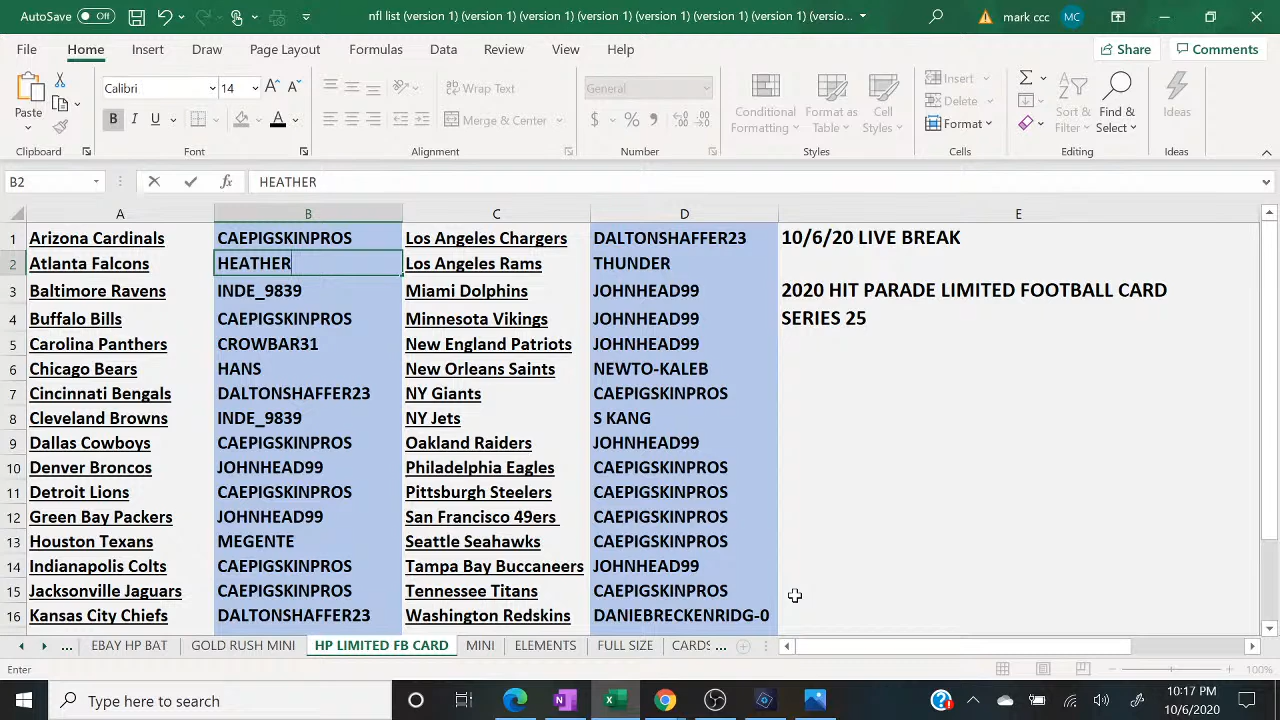 AutoSave Off nfl list (version 1) (version 1) (version 1) (version 1) (version 1) (version 1) (versio... mark ccc MC
File Home Insert Draw Page Layout Formulas Data Review View Help Share Comments
Paste
Clipboard
Calibri 14
B I U
Font
Wrap Text
Merge & Center
Alignment
General
$ %
Number
Conditional Formatting
Format as Table
Cell Styles
Styles
Insert
Delete
Format
Cells
Sort & Filter
Find & Select
Editing
Ideas
Ideas
B2 fx HEATHER
A B C D E
1 Arizona Cardinals CAEPIGSKINPROS Los Angeles Chargers DALTONSHAFFER23 10/6/20 LIVE BREAK
2 Atlanta Falcons HEATHER Los Angeles Rams THUNDER
3 Baltimore Ravens INDE_9839 Miami Dolphins JOHNHEAD99 2020 HIT PARADE LIMITED FOOTBALL CARD
4 Buffalo Bills CAEPIGSKINPROS Minnesota Vikings JOHNHEAD99 SERIES 25
5 Carolina Panthers CROWBAR31 New England Patriots JOHNHEAD99
6 Chicago Bears HANS New Orleans Saints NEWTO-KALEB
7 Cincinnati Bengals DALTONSHAFFER23 NY Giants CAEPIGSKINPROS
8 Cleveland Browns INDE_9839 NY Jets S KANG
9 Dallas Cowboys CAEPIGSKINPROS Oakland Raiders JOHNHEAD99
10 Denver Broncos JOHNHEAD99 Philadelphia Eagles CAEPIGSKINPROS
11 Detroit Lions CAEPIGSKINPROS Pittsburgh Steelers CAEPIGSKINPROS
12 Green Bay Packers JOHNHEAD99 San Francisco 49ers CAEPIGSKINPROS
13 Houston Texans MEGENTE Seattle Seahawks CAEPIGSKINPROS
14 Indianapolis Colts CAEPIGSKINPROS Tampa Bay Buccaneers JOHNHEAD99
15 Jacksonville Jaguars CAEPIGSKINPROS Tennessee Titans CAEPIGSKINPROS
16 Kansas City Chiefs DALTONSHAFFER23 Washington Redskins DANIEBRECKENRIDG-0
... EBAY HP BAT GOLD RUSH MINI HP LIMITED FB CARD MINI ELEMENTS FULL SIZE CARDS ...
Enter 100%
Type here to search 10:17 PM
10/6/2020